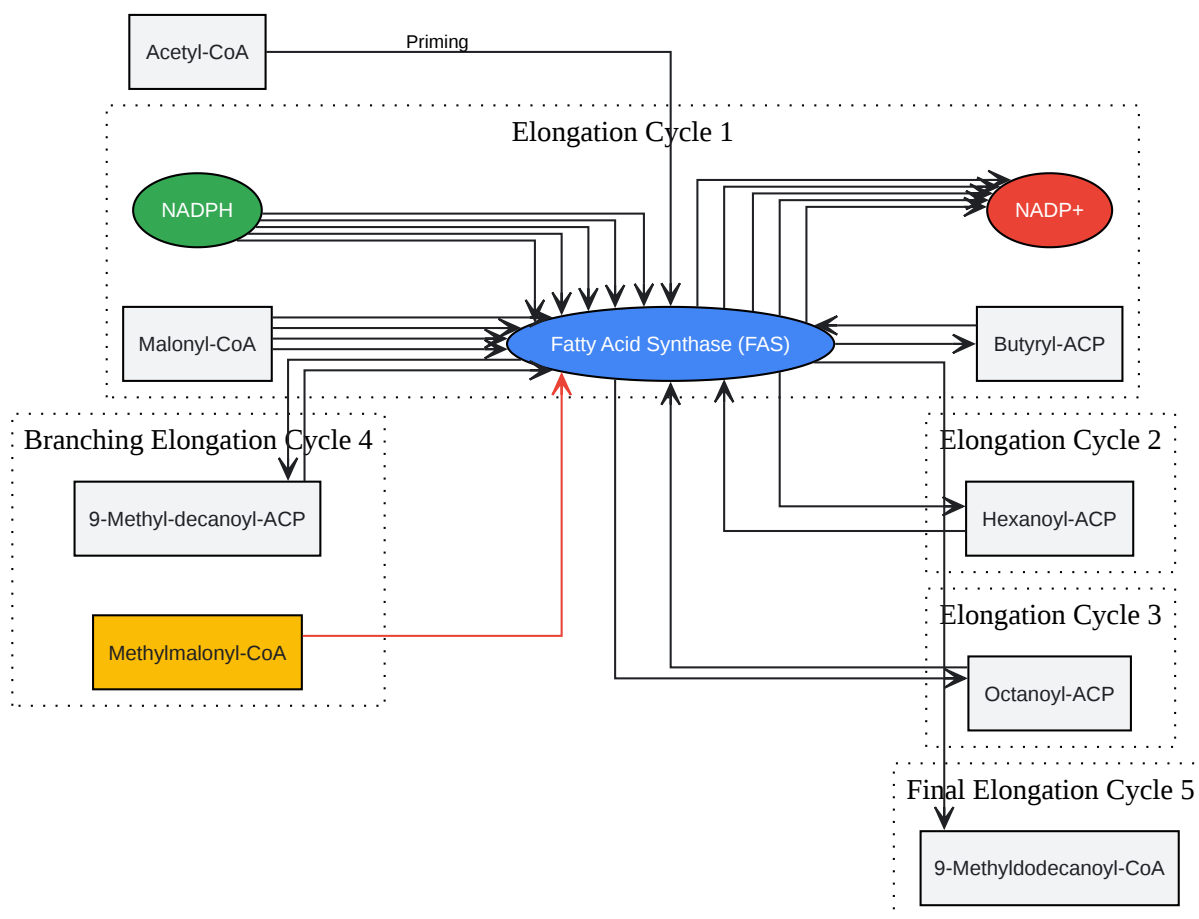 Acetyl-CoA
Priming
Elongation Cycle 1
NADPH
NADP+
Malonyl-CoA
Fatty Acid Synthase (FAS)
Butyryl-ACP
Branching Elongation Cycle 4
Elongation Cycle 2
9-Methyl-decanoyl-ACP
Hexanoyl-ACP
Elongation Cycle 3
Methylmalonyl-CoA
Octanoyl-ACP
Final Elongation Cycle 5
9-Methyldodecanoyl-CoA